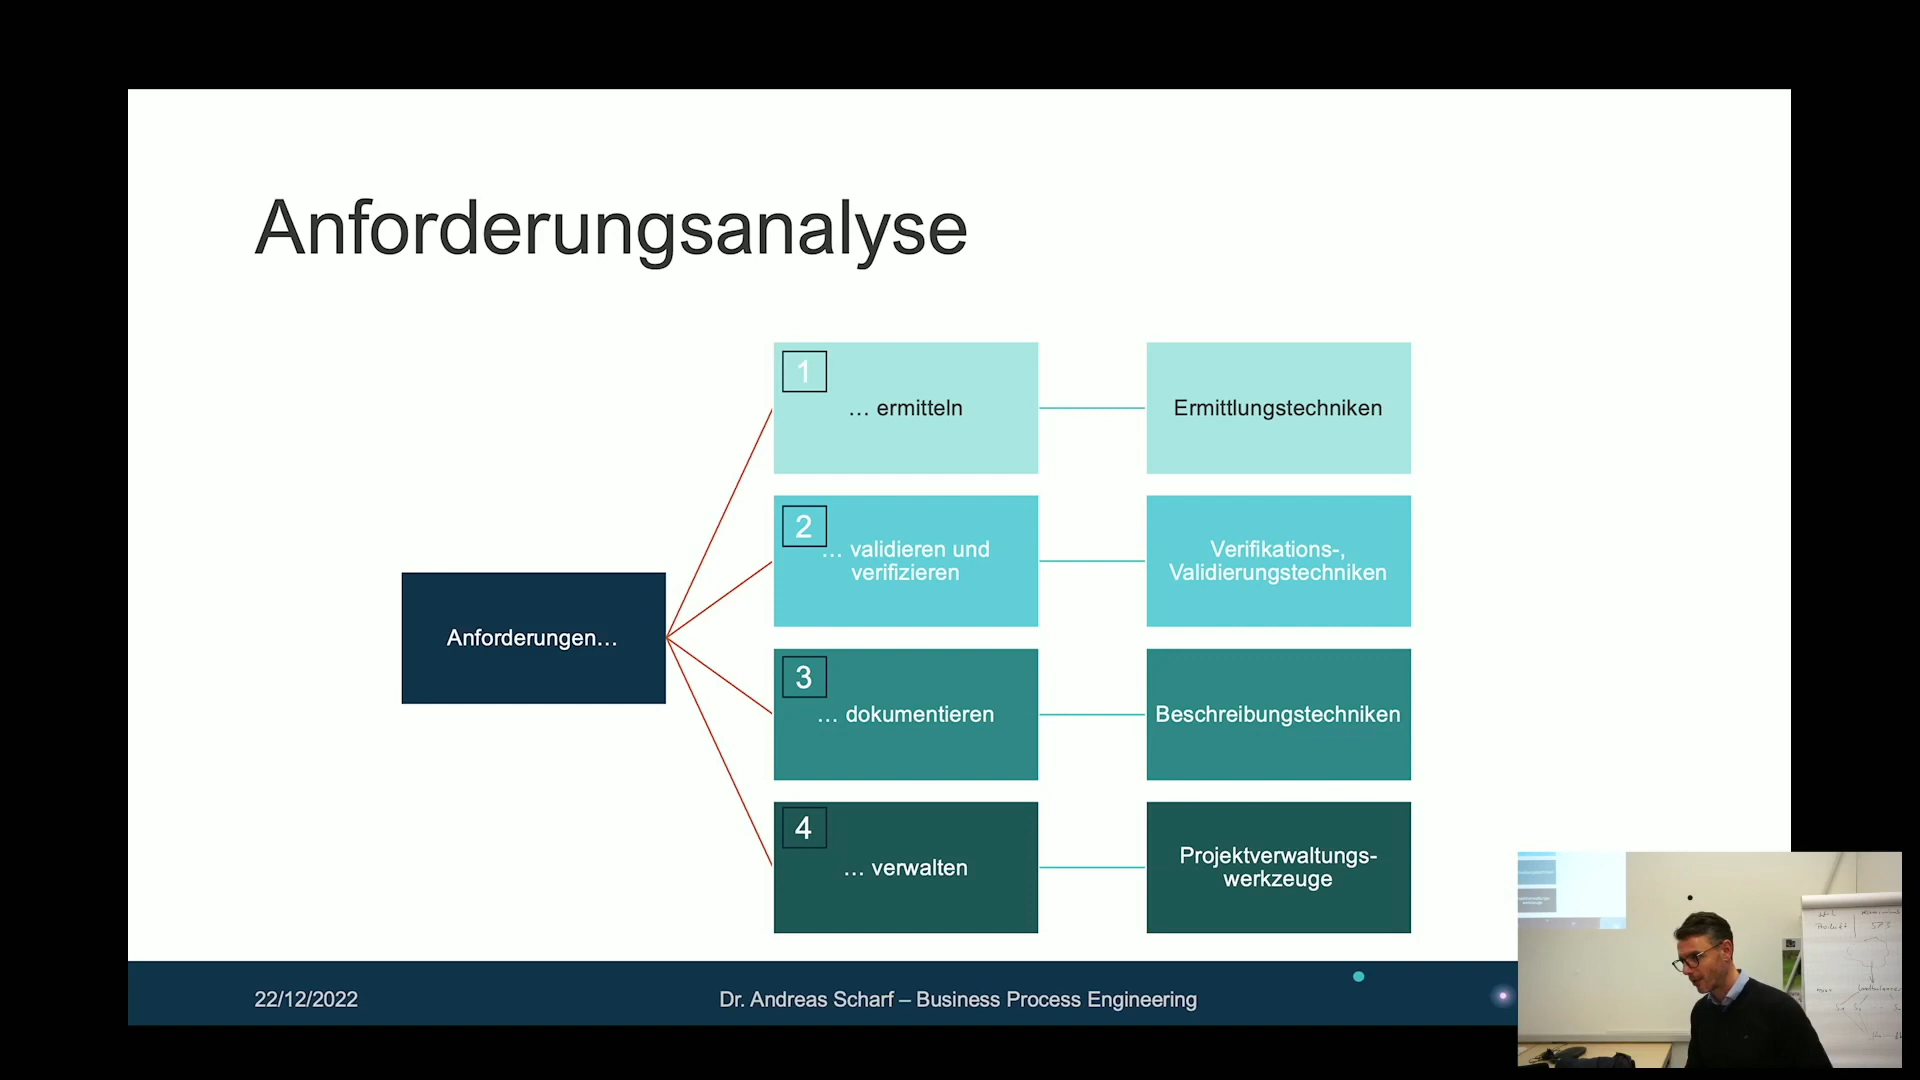 Anforderungsanalyse
1
… ermitteln
Ermittlungstechniken
2
… validieren und
verifizieren
Verifikations-,
Validierungstechniken
Anforderungen…
3
… dokumentieren
Beschreibungstechniken
4
… verwalten
Projektverwaltungs-
werkzeuge
22/12/2022
Dr. Andreas Scharf – Business Process Engineering
Produkt